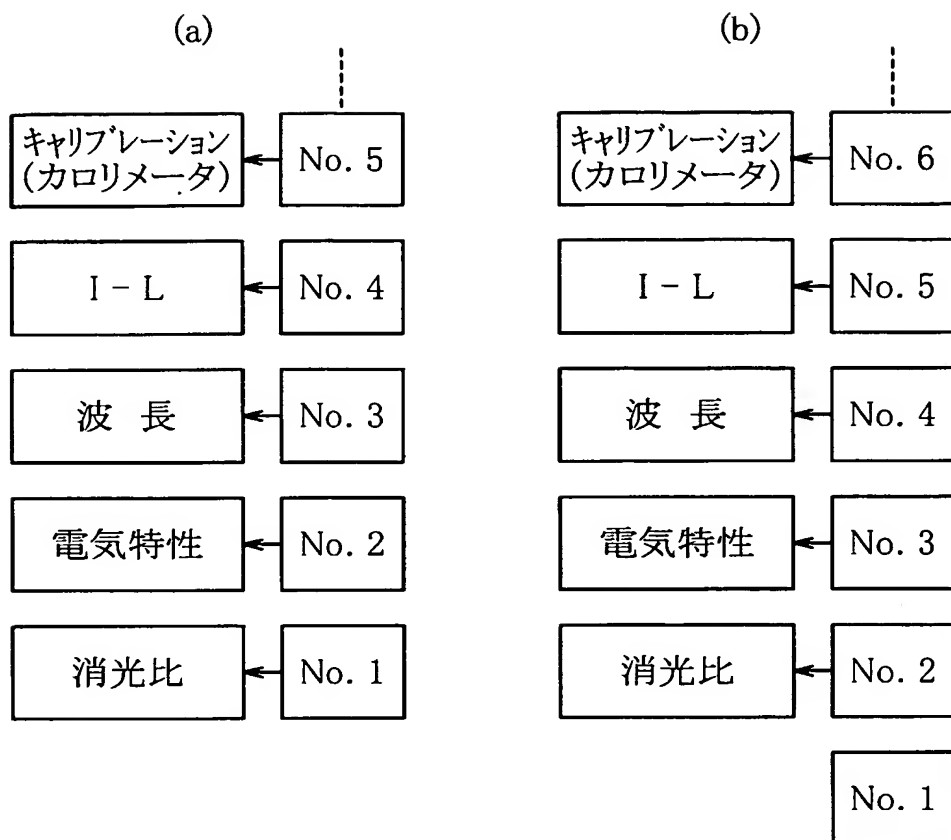 (a)
キャリブレーション
(カロリメータ)
No. 5
I - L
No. 4
波 長
No. 3
電気特性
No. 2
消光比
No. 1
(b)
キャリブレーション
(カロリメータ)
No. 6
I - L
No. 5
波 長
No. 4
電気特性
No. 3
消光比
No. 2
No. 1